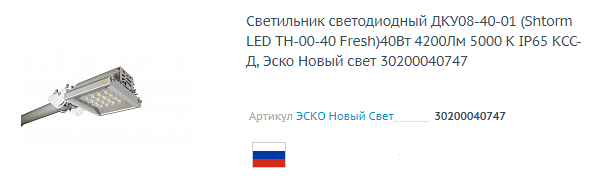 Светильник светодиодный ДКУ08-40-01 (Shtorm
LED TH-00-40 Fresh)40Вт 4200Лм 5000 К IP65 КСС-
Д, Эско Новый свет 30200040747
Артикул ЭСКО Новый Свет 30200040747